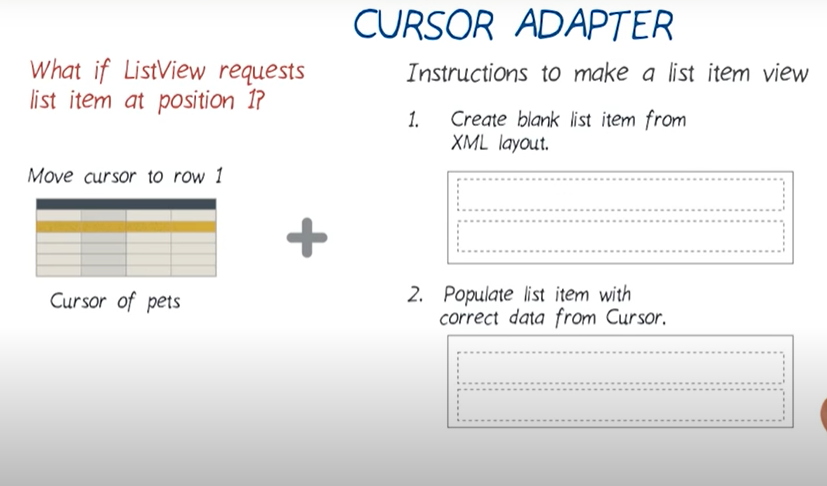 CURSOR ADAPTER
What if ListView requests
list item at position 1?
Move cursor to row 1
Cursor of pets
Instructions to make a list item view
1. Create blank list item from
XML layout.
2. Populate list item with
correct data from Cursor.